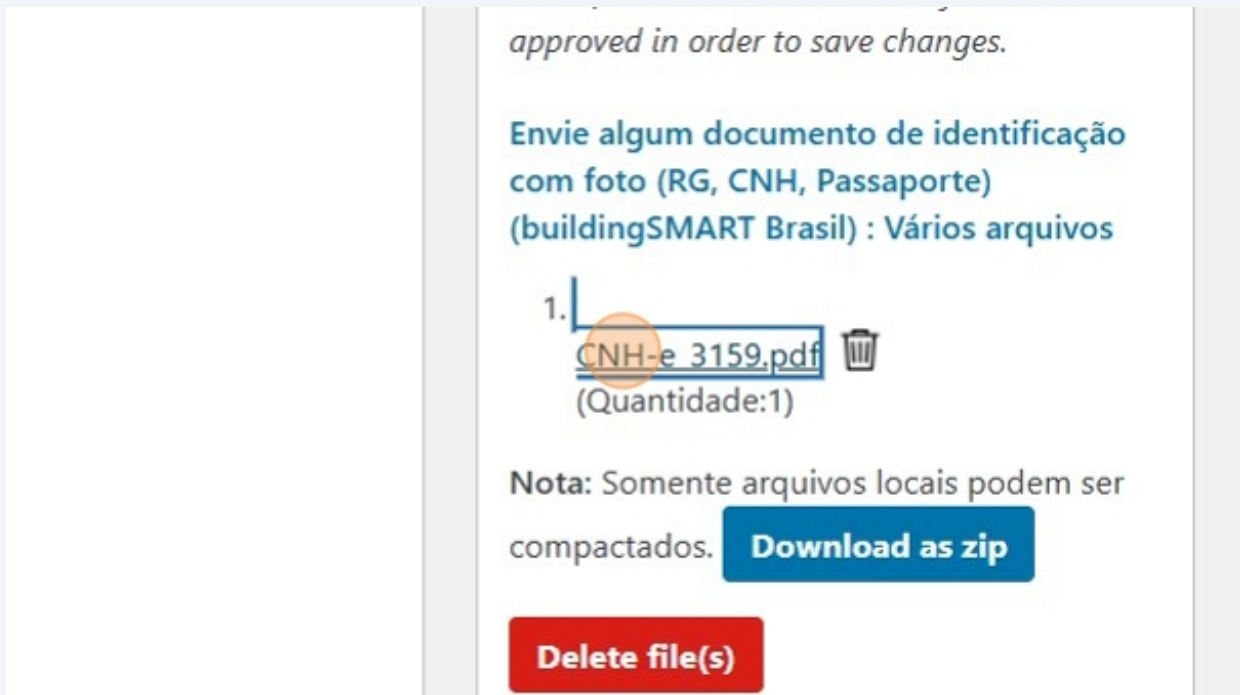 approved in order to save changes.
Envie algum documento de identificação
com foto (RG, CNH, Passaporte)
(buildingSMART Brasil) : Vários arquivos
1.
CNH-e_3159.pdf
(Quantidade:1)
Nota: Somente arquivos locais podem ser
compactados. Download as zip
Delete file(s)